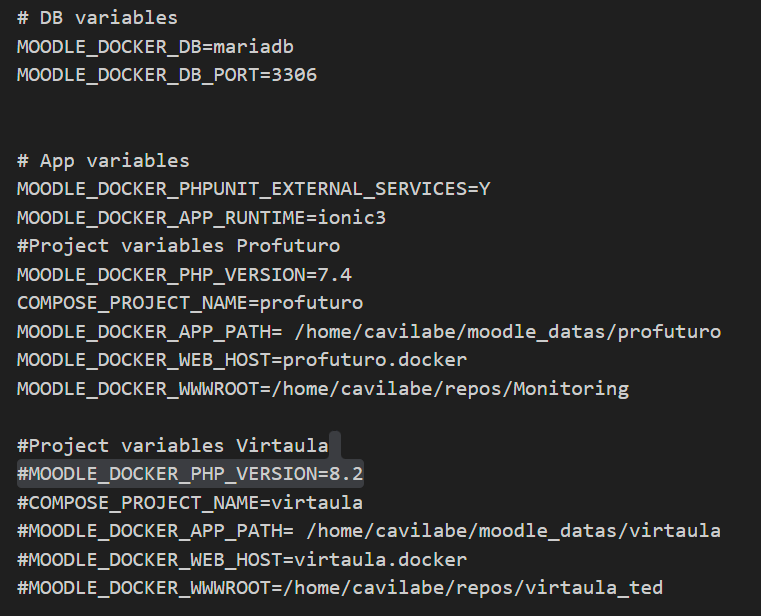 # DB variables
MOODLE_DOCKER_DB=mariadb
MOODLE_DOCKER_DB_PORT=3306
# App variables
MOODLE_DOCKER_PHPUNIT_EXTERNAL_SERVICES=Y
MOODLE_DOCKER_APP_RUNTIME=ionic3
#Project variables Profuturo
MOODLE_DOCKER_PHP_VERSION=7.4
COMPOSE_PROJECT_NAME=profuturo
MOODLE_DOCKER_APP_PATH= /home/cavilabe/moodle_datas/profuturo
MOODLE_DOCKER_WEB_HOST=profuturo.docker
MOODLE_DOCKER_WWWROOT=/home/cavilabe/repos/Monitoring
#Project variables Virtaula
#MOODLE_DOCKER_PHP_VERSION=8.2
#COMPOSE_PROJECT_NAME=virtaula
#MOODLE_DOCKER_APP_PATH= /home/cavilabe/moodle_datas/virtaula
#MOODLE_DOCKER_WEB_HOST=virtaula.docker
#MOODLE_DOCKER_WWWROOT=/home/cavilabe/repos/virtaula_ted